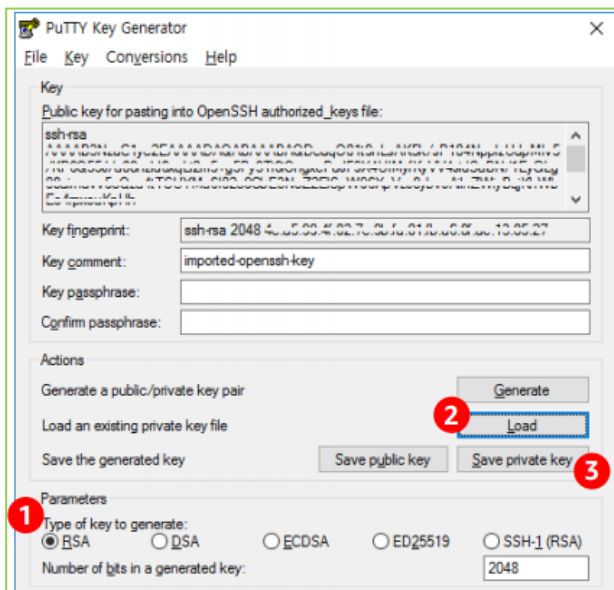 PuTTY Key Generator
File Key Conversions Help
Key
Public key for pasting into OpenSSH authorized_keys file:
ssh-rsa
Key fingerprint: ssh-rsa 2048
Key comment: imported-openssh-key
Key passphrase:
Confirm passphrase:
Actions
Generate a public/private key pair Generate
2
Load an existing private key file Load
Save the generated key Save public key Save private key
3
Parameters
1
Type of key to generate:
RSA DSA ECDSA ED25519 SSH-1 (RSA)
Number of bits in a generated key: 2048